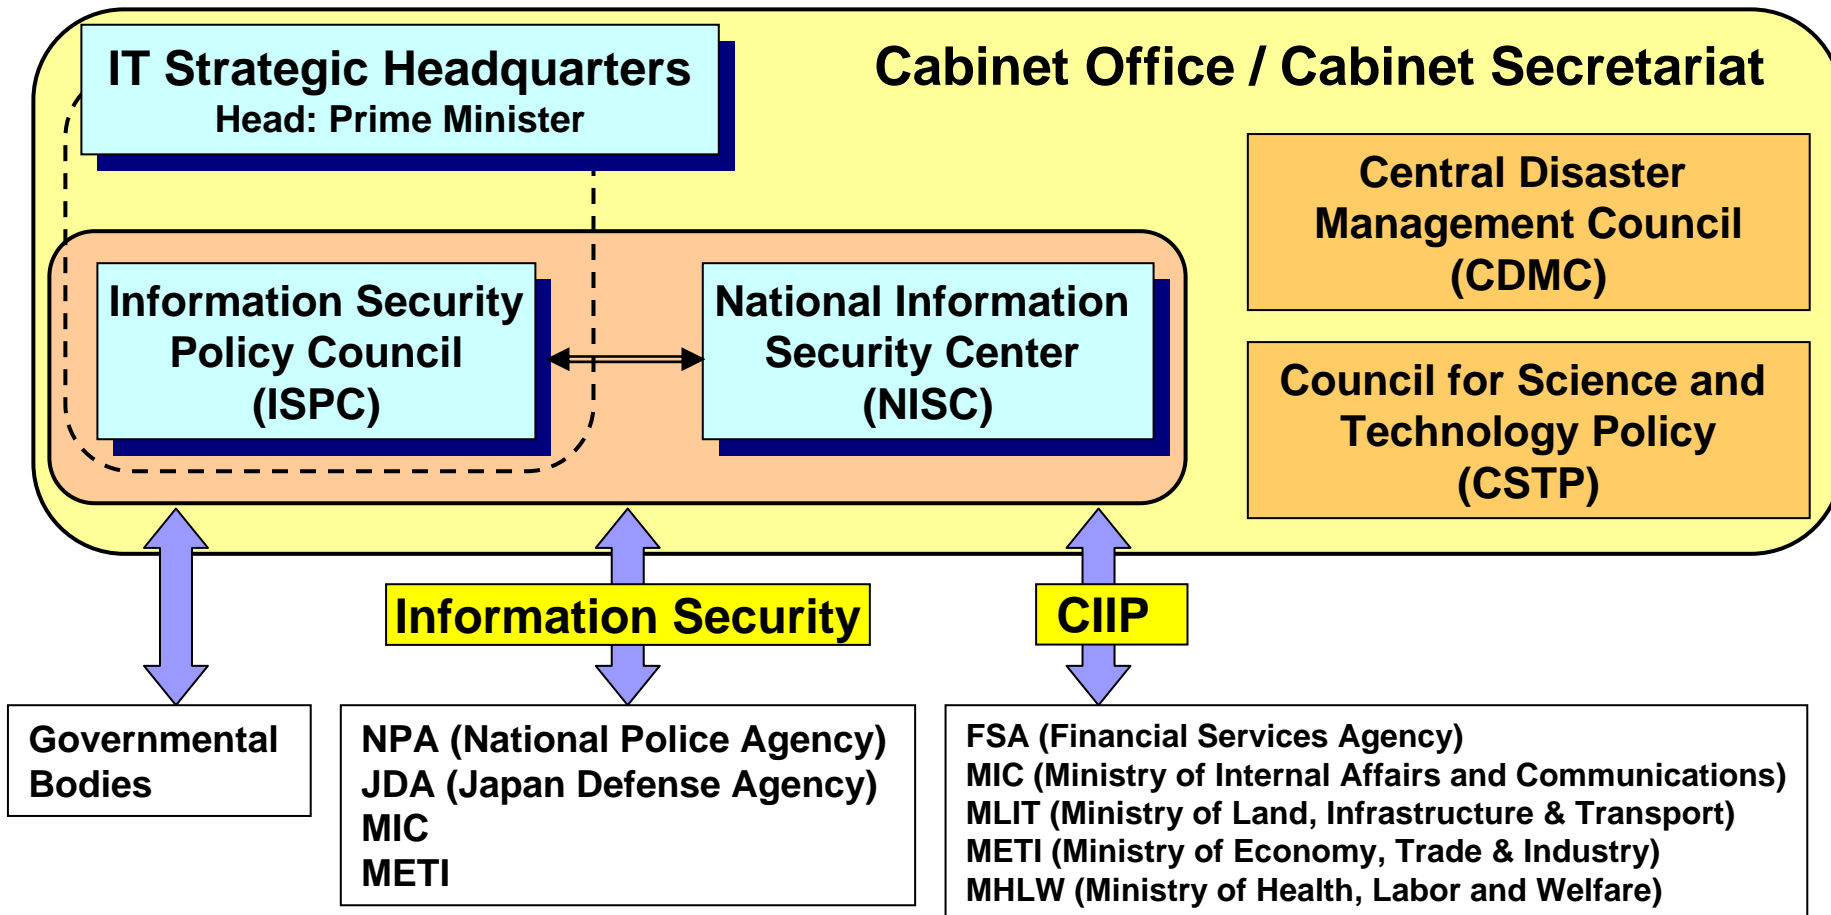 IT Strategic Headquarters
Head: Prime Minister
Cabinet Office / Cabinet Secretariat
Central Disaster
Management Council
(CDMC)
Information Security
Policy Council
(ISPC)
National Information
Security Center
(NISC)
Council for Science and
Technology Policy
(CSTP)
Information Security
CIIP
Governmental
Bodies
NPA (National Police Agency)
JDA (Japan Defense Agency)
MIC
METI
FSA (Financial Services Agency)
MIC (Ministry of Internal Affairs and Communications)
MLIT (Ministry of Land, Infrastructure & Transport)
METI (Ministry of Economy, Trade & Industry)
MHLW (Ministry of Health, Labor and Welfare)